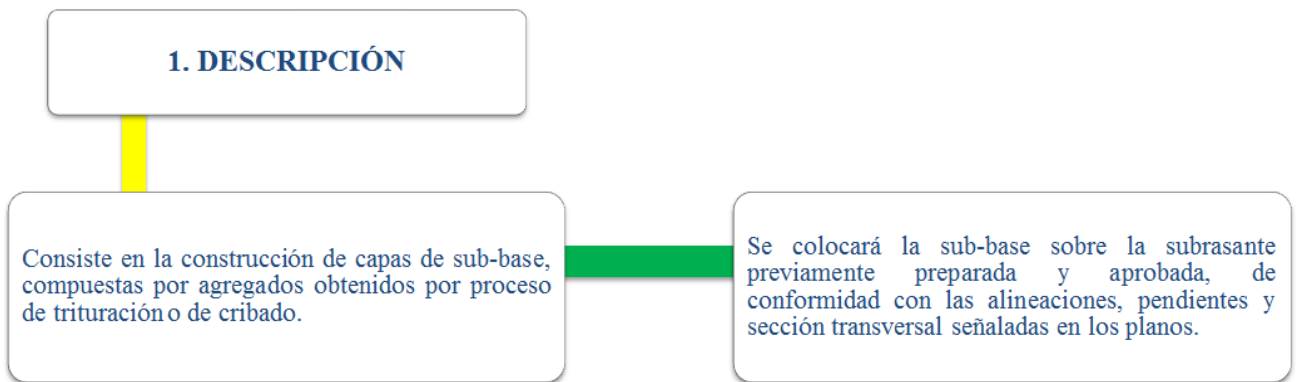 1. DESCRIPCIÓN
Consiste en la construcción de capas de sub-base,
compuestas por agregados obtenidos por proceso
de trituración o de cribado.
Se colocará la sub-base sobre la subrasante
previamente preparada y aprobada, de
conformidad con las alineaciones, pendientes y
sección transversal señaladas en los planos.